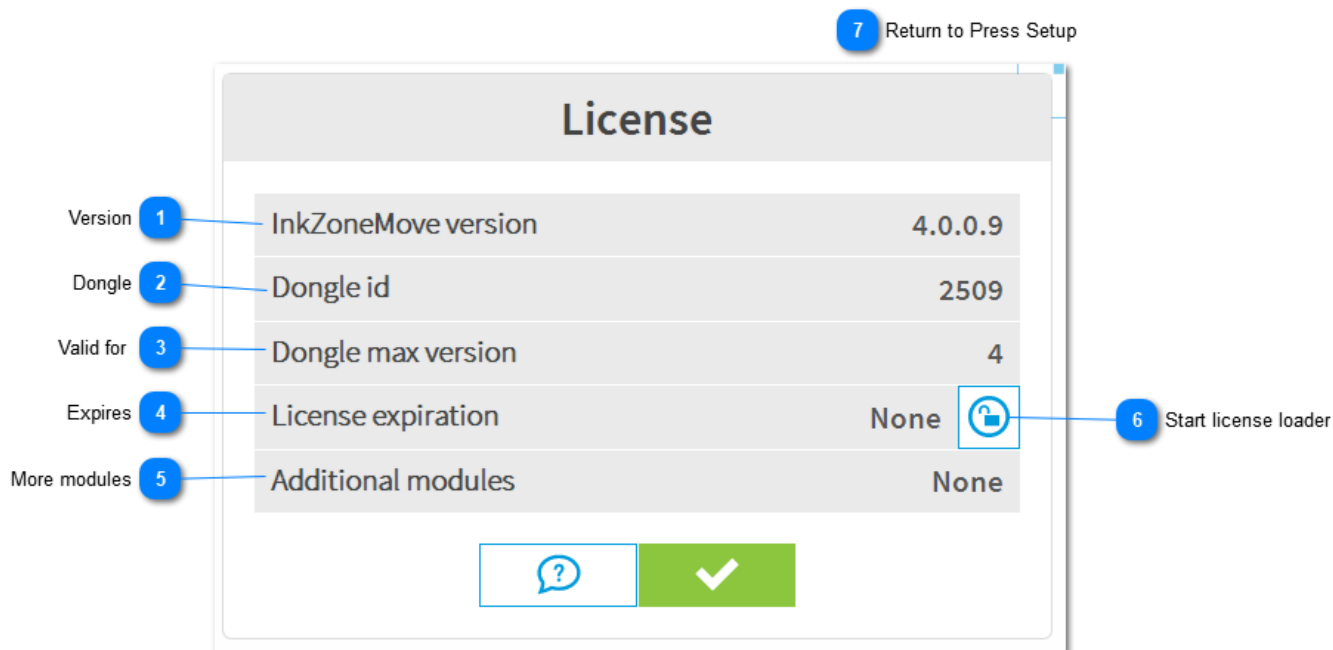 7 Return to Press Setup
License
Version 1 InkZoneMove version 4.0.0.9
Dongle 2 Dongle id 2509
Valid for 3 Dongle max version 4
Expires 4 License expiration None 6 Start license loader
More modules 5 Additional modules None
?